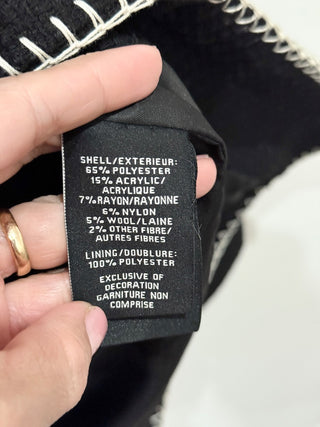 SHELL/EXTERIEUR:
65% POLYESTER
15% ACRYLIC/
ACRYLIQUE
7% RAYON/RAYONNE
6% NYLON
5% WOOL/LAINE
2% OTHER FIBRE/
AUTRES FIBRES
LINING/DOUBLURE:
100% POLYESTER
EXCLUSIVE OF
DECORATION
GARNITURE NON
COMPRISE